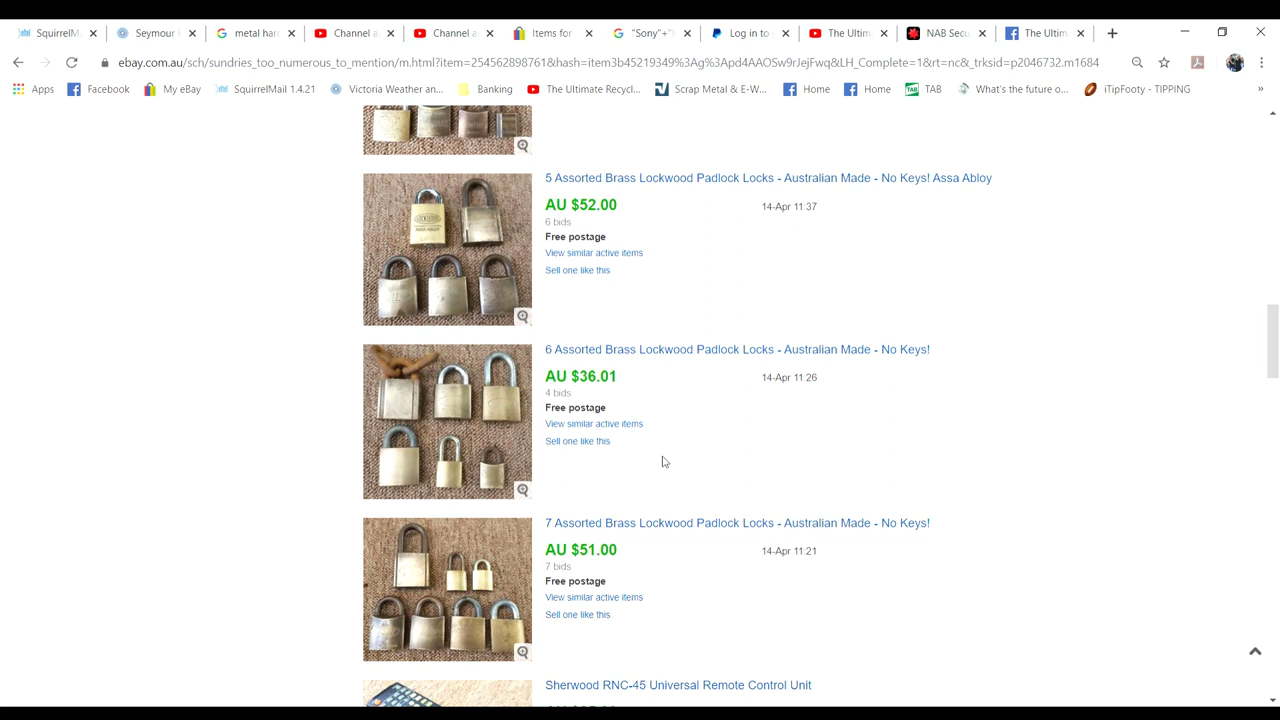 SquirrelM
Seymour
metal han
Channel a
Channel a
Items for
"Sony"+"
Log in to
The Ultim
NAB Secu
The Ultim
ebay.com.au/sch/sundries_too_numerous_to_mention/m.html?item=254562898761&hash=item3b45219349%3Ag%3Apd4AAOSw9rJejFwq&LH_Complete=1&rt=nc&_trksid=p2046732.m1684
Apps
Facebook
My eBay
SquirrelMail 1.4.21
Victoria Weather an...
Banking
The Ultimate Recycl...
Scrap Metal & E-W...
Home
Home
TAB
What's the future o...
iTipFooty - TIPPING
»
5 Assorted Brass Lockwood Padlock Locks - Australian Made - No Keys! Assa Abloy
AU $52.00
14-Apr 11:37
6 bids
Free postage
View similar active items
Sell one like this
6 Assorted Brass Lockwood Padlock Locks - Australian Made - No Keys!
AU $36.01
14-Apr 11:26
4 bids
Free postage
View similar active items
Sell one like this
7 Assorted Brass Lockwood Padlock Locks - Australian Made - No Keys!
AU $51.00
14-Apr 11:21
7 bids
Free postage
View similar active items
Sell one like this
Sherwood RNC-45 Universal Remote Control Unit